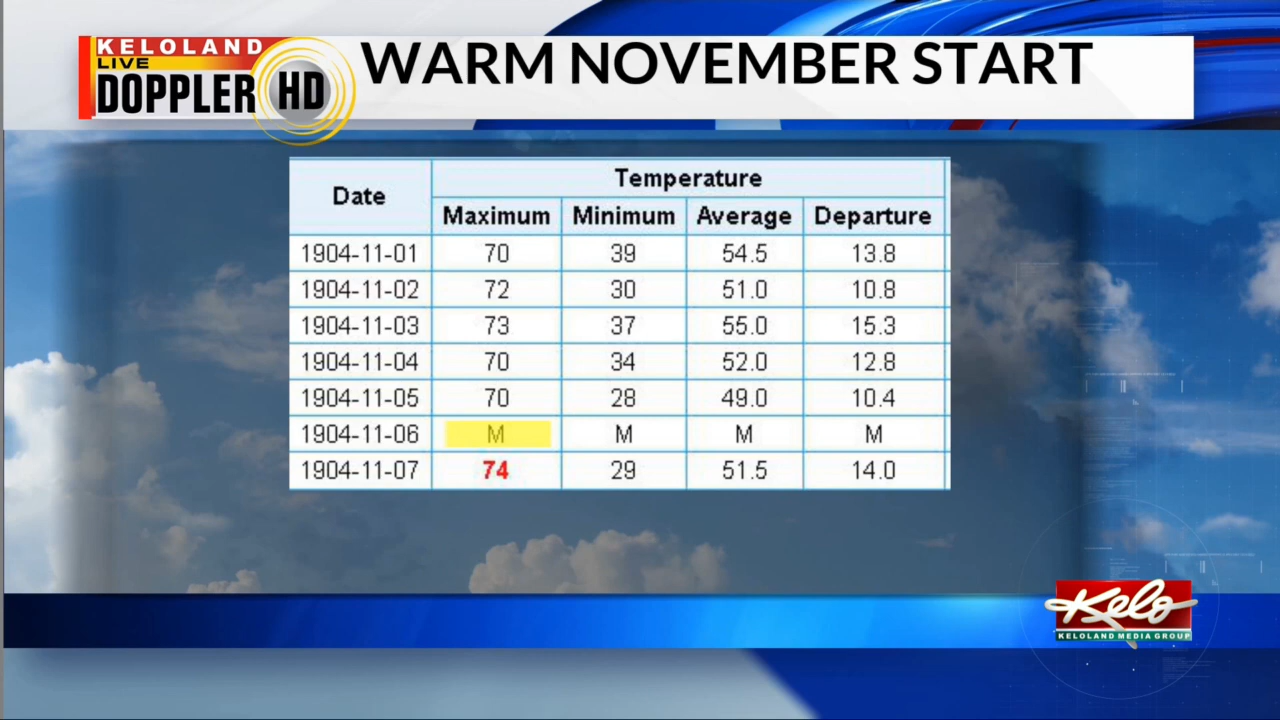 KELOLAND
LIVE
DOPPLER HD
WARM NOVEMBER START
Date Temperature
Maximum Minimum Average Departure
1904-11-01 70 39 54.5 13.8
1904-11-02 72 30 51.0 10.8
1904-11-03 73 37 55.0 15.3
1904-11-04 70 34 52.0 12.8
1904-11-05 70 28 49.0 10.4
1904-11-06 M M M M
1904-11-07 74 29 51.5 14.0
Kelo
KELOLAND MEDIA GROUP